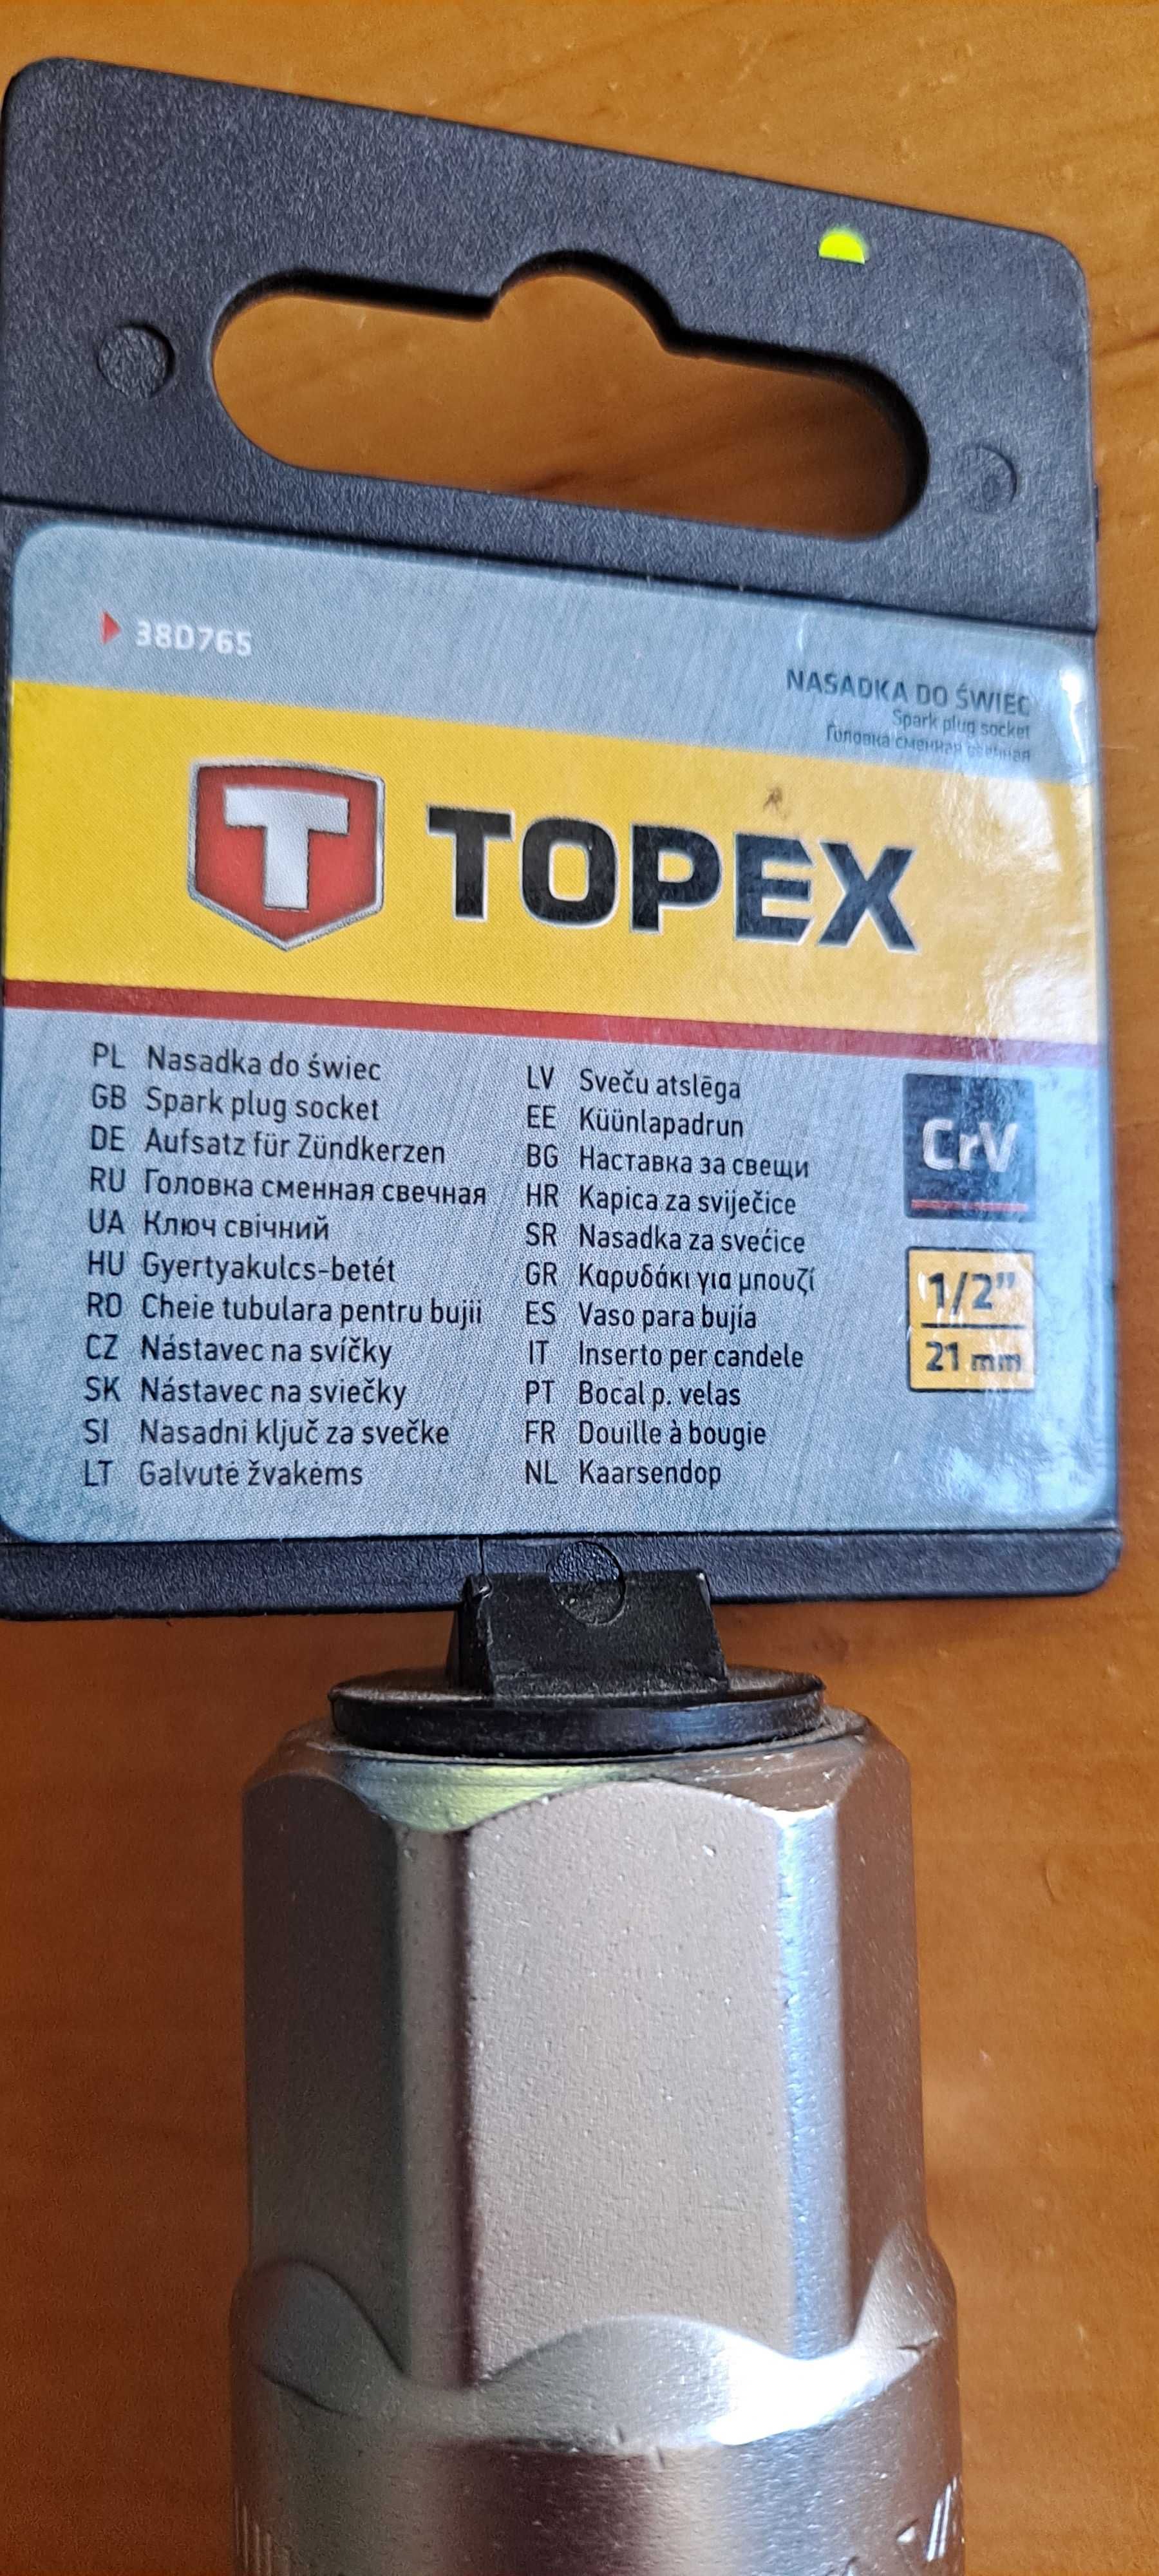 38D765
NASADKA DO ŚWIEC
Spark plug socket
Головка сменная свечная
T TOPEX
PL Nasadka do świec
GB Spark plug socket
DE Aufsatz für Zündkerzen
RU Головка сменная свечная
UA Ключ свічний
HU Gyertyakulcs-betét
RO Cheie tubulara pentru bujii
CZ Nástavec na svíčky
SK Nástavec na sviečky
SI Nasadni ključ za svečke
LT Galvutė žvakėms
LV Sveču atslēga
EE Küünlapadrun
BG Наставка за свещи
HR Kapica za sviječice
SR Nasadka za svećice
GR Καρυδάκι για μπουζί
ES Vaso para bujía
IT Inserto per candele
PT Bocal p. velas
FR Douille à bougie
NL Kaarsendop
CrV
1/2”
21 mm